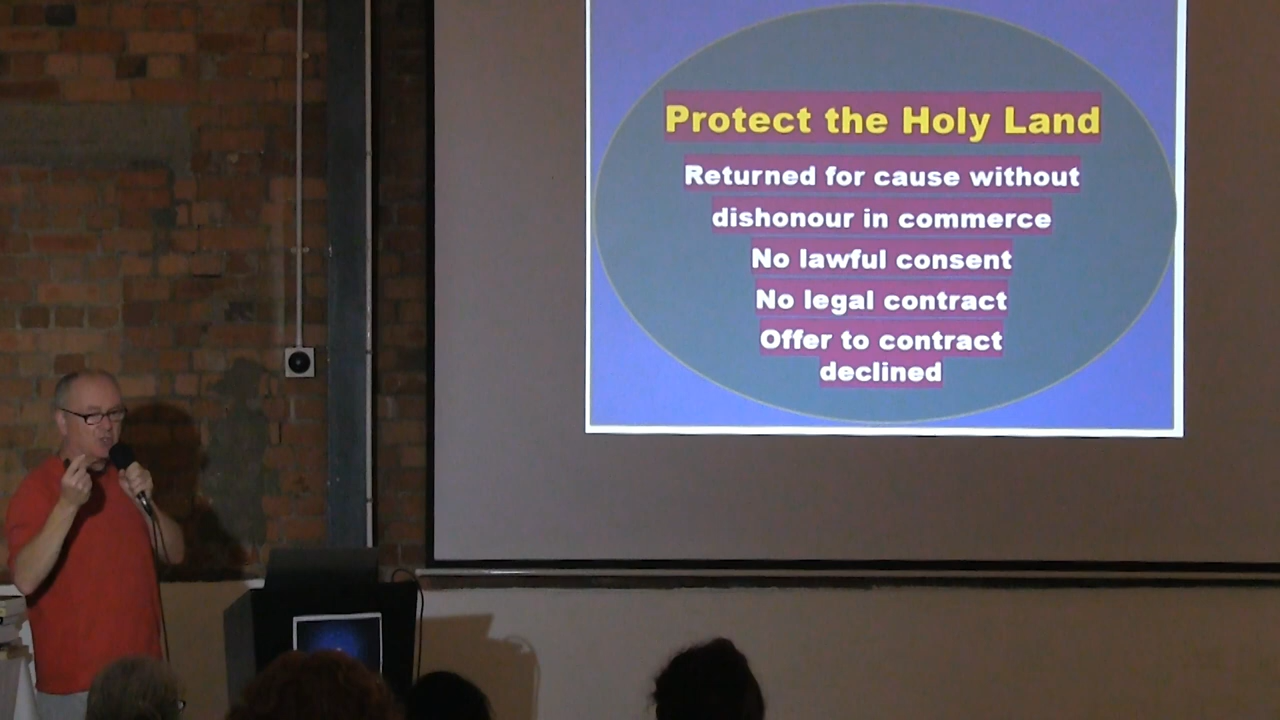 Protect the Holy Land
Returned for cause without
dishonour in commerce
No lawful consent
No legal contract
Offer to contract
declined